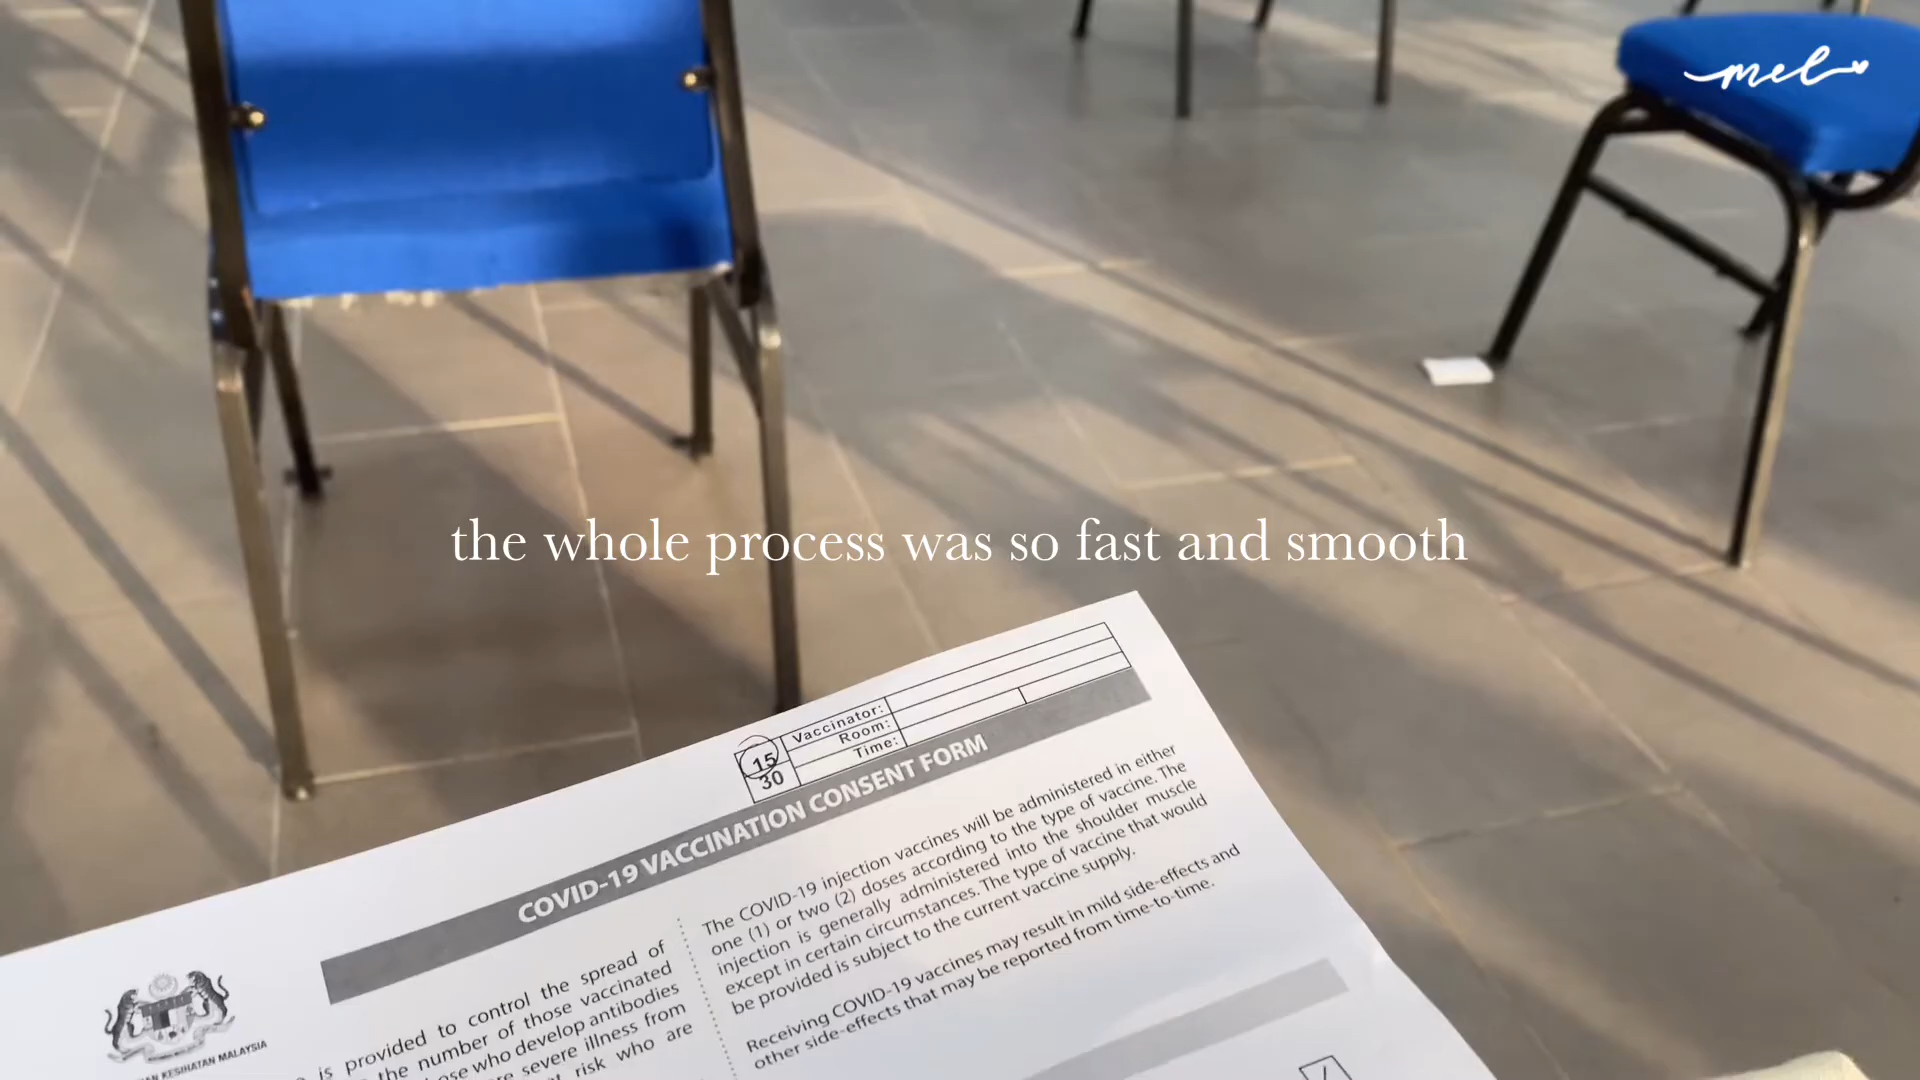 mel
the whole process was so fast and smooth
Vaccinator:
Room:
Time:
15
30
COVID-19 VACCINATION CONSENT FORM
The COVID-19 injection vaccines will be administered in either
one (1) or two (2) doses according to the type of vaccine. The
injection is generally administered into the shoulder muscle
except in certain circumstances. The type of vaccine that would
be provided is subject to the current vaccine supply.
Receiving COVID-19 vaccines may result in mild side-effects and
other side-effects that may be reported from time-to-time.
is provided to control the spread of
the number of those vaccinated
who develop antibodies
severe illness from
risk who are
KESIHATAN MALAYSIA